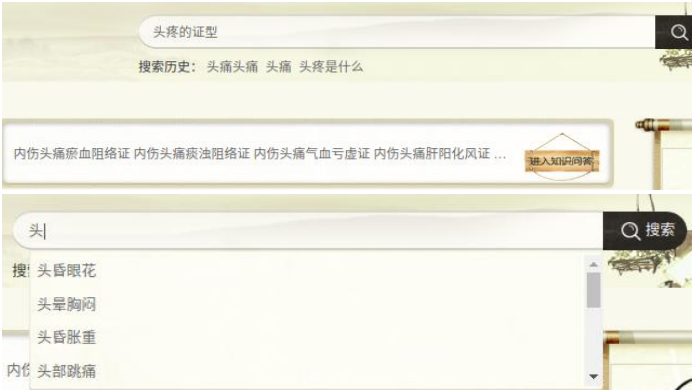 头疼的证型
搜索历史： 头痛头痛 头痛 头疼是什么
内伤头痛瘀血阻络证 内伤头痛痰浊阻络证 内伤头痛气血亏虚证 内伤头痛肝阳化风证 ...
进入知识问答
头
搜索
搜
头昏眼花
头晕胸闷
头昏胀重
内伤
头部跳痛